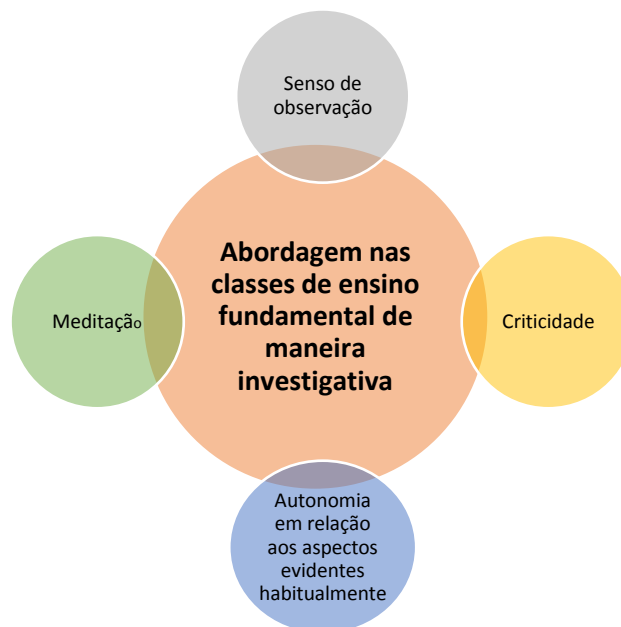 Senso de
observação
Abordagem nas
classes de ensino
fundamental de
maneira
investigativa
Meditação
Criticidade
Autonomia
em relação
aos aspectos
evidentes
habitualmente